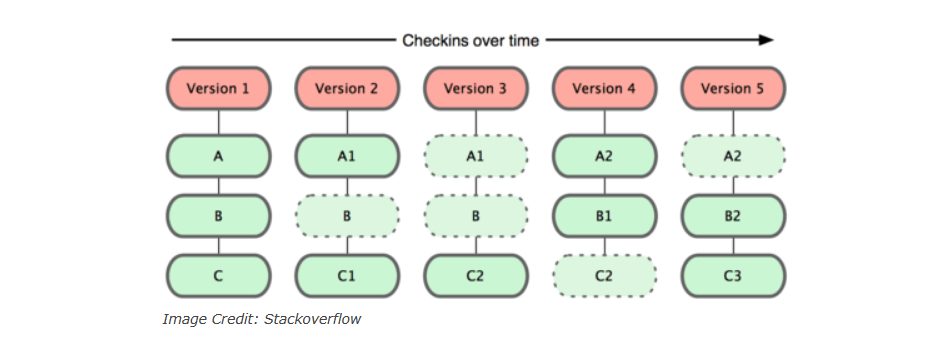 Checkins over time
Version 1 Version 2 Version 3 Version 4 Version 5
A A1 A1 A2 A2
B B B B1 B2
C C1 C2 C2 C3
Image Credit: Stackoverflow